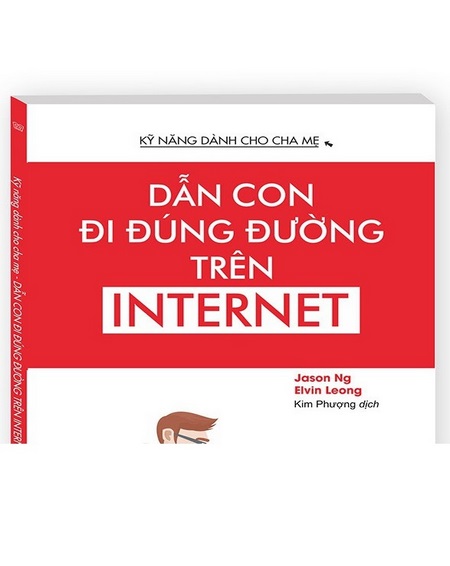 KỸ NĂNG DÀNH CHO CHA MẸ
DẪN CON
ĐI ĐÚNG ĐƯỜNG
TRÊN
INTERNET
Jason Ng
Elvin Leong
Kim Phượng dịch
Kỹ năng dành cho cha mẹ - DẪN CON ĐI ĐÚNG ĐƯỜNG TRÊN INTER